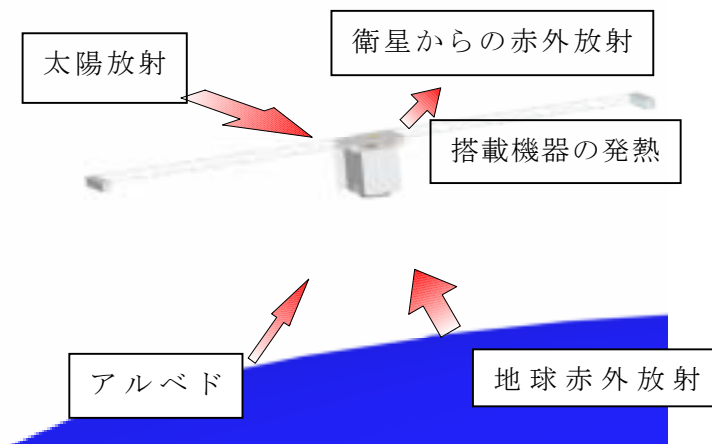 衛星からの赤外放射
太陽放射
搭載機器の発熱
アルベド
地球赤外放射